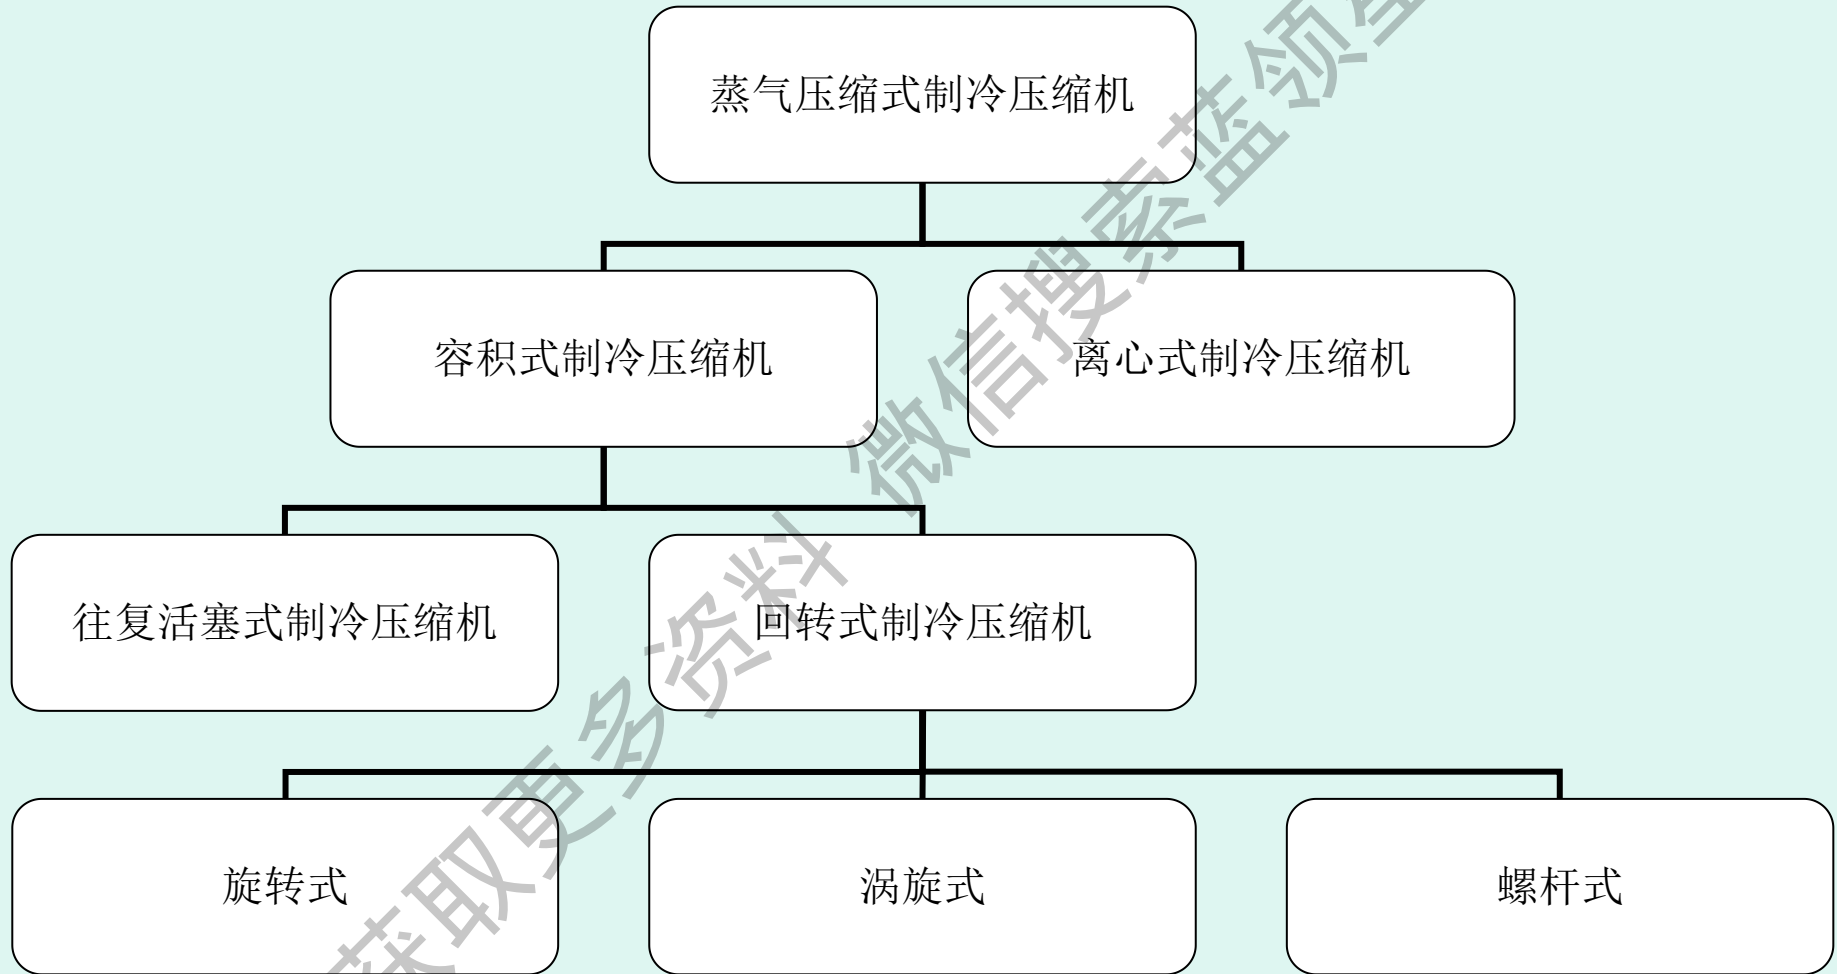 蒸气压缩式制冷压缩机
容积式制冷压缩机
离心式制冷压缩机
往复活塞式制冷压缩机
回转式制冷压缩机
旋转式
涡旋式
螺杆式
获取更多资料 微信搜索蓝领